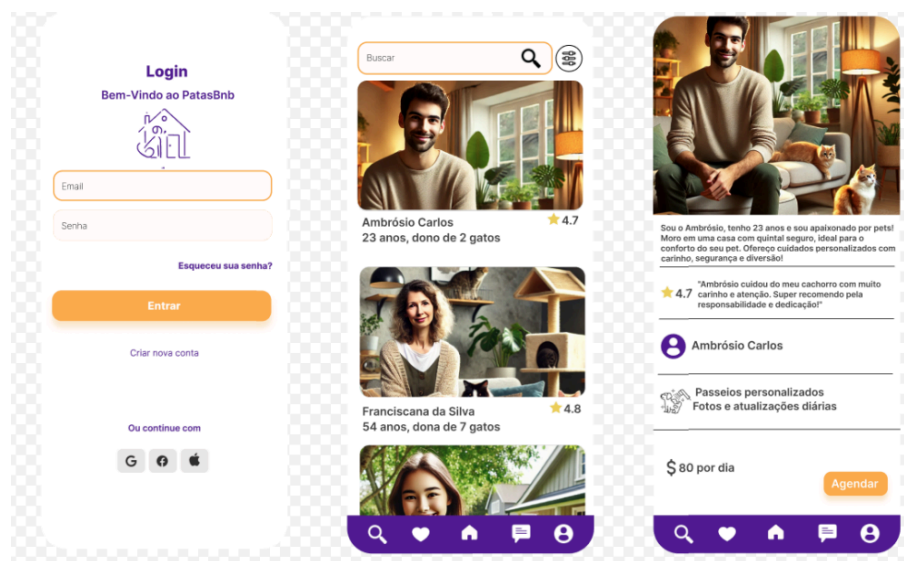 Login
Bem-Vindo ao PatasBnb
Email
Senha
Esqueceu sua senha?
Entrar
Criar nova conta
Ou continue com
G
Buscar
Ambrósio Carlos
4.7
23 anos, dono de 2 gatos
Franciscana da Silva
4.8
54 anos, dona de 7 gatos
Sou o Ambrósio, tenho 23 anos e sou apaixonado por pets!
Moro em uma casa com quintal seguro, ideal para o
conforto do seu pet. Ofereço cuidados personalizados com
carinho, segurança e diversão!
4.7
"Ambrósio cuidou do meu cachorro com muito
carinho e atenção. Super recomendo pela
responsabilidade e dedicação!"
Ambrósio Carlos
Passeios personalizados
Fotos e atualizações diárias
$80 por dia
Agendar